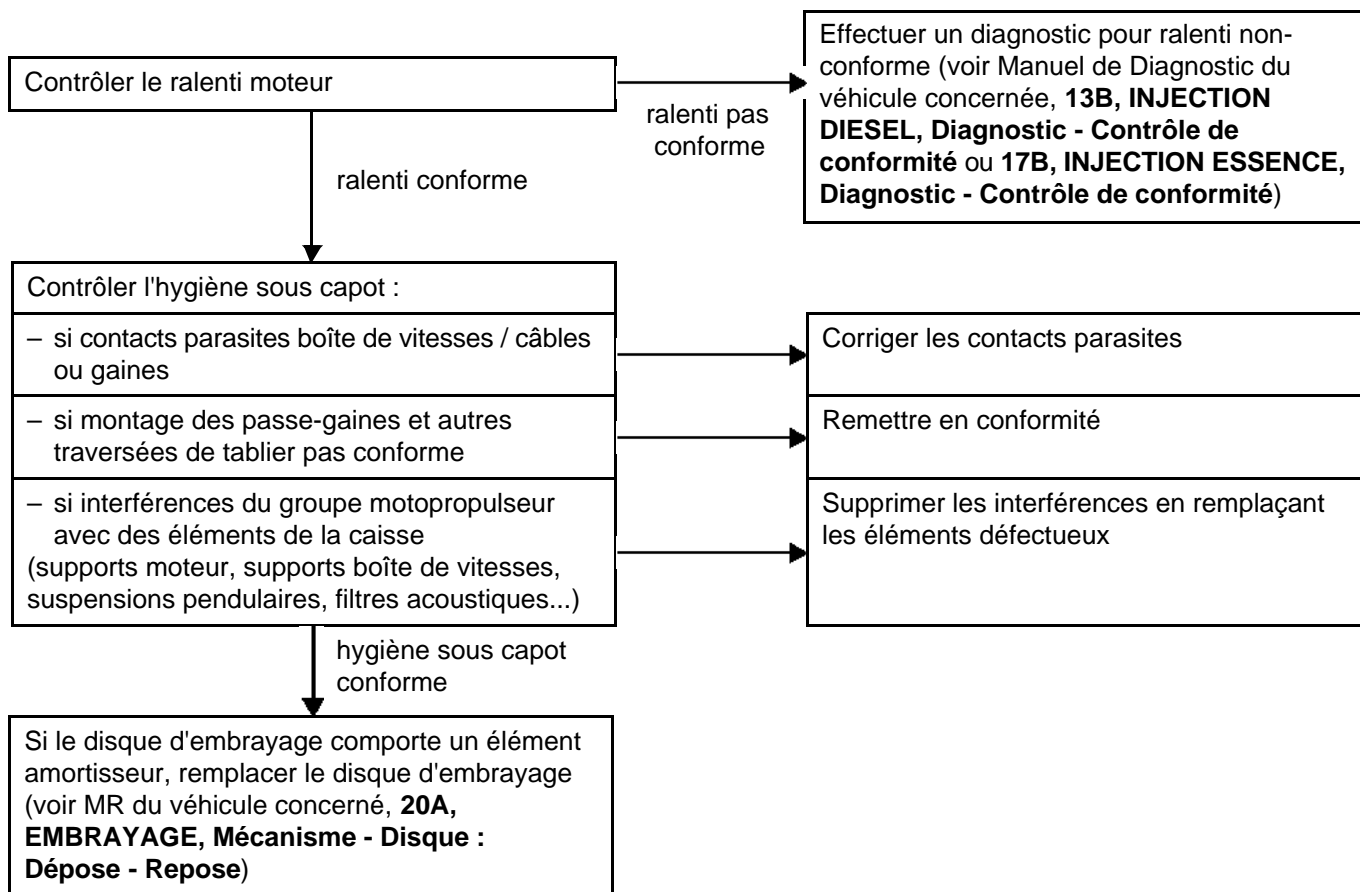 Contrôler le ralenti moteur
ralenti pas
conforme
Effectuer un diagnostic pour ralenti non-
conforme (voir Manuel de Diagnostic du
véhicule concernée, 13B, INJECTION
DIESEL, Diagnostic - Contrôle de
conformité ou 17B, INJECTION ESSENCE,
Diagnostic - Contrôle de conformité)
ralenti conforme
Contrôler l'hygiène sous capot :
– si contacts parasites boîte de vitesses / câbles
ou gaines
Corriger les contacts parasites
– si montage des passe-gaines et autres
traversées de tablier pas conforme
Remettre en conformité
– si interférences du groupe motopropulseur
avec des éléments de la caisse
(supports moteur, supports boîte de vitesses,
suspensions pendulaires, filtres acoustiques...)
Supprimer les interférences en remplaçant
les éléments défectueux
hygiène sous capot
conforme
Si le disque d'embrayage comporte un élément
amortisseur, remplacer le disque d'embrayage
(voir MR du véhicule concerné, 20A,
EMBRAYAGE, Mécanisme - Disque :
Dépose - Repose)